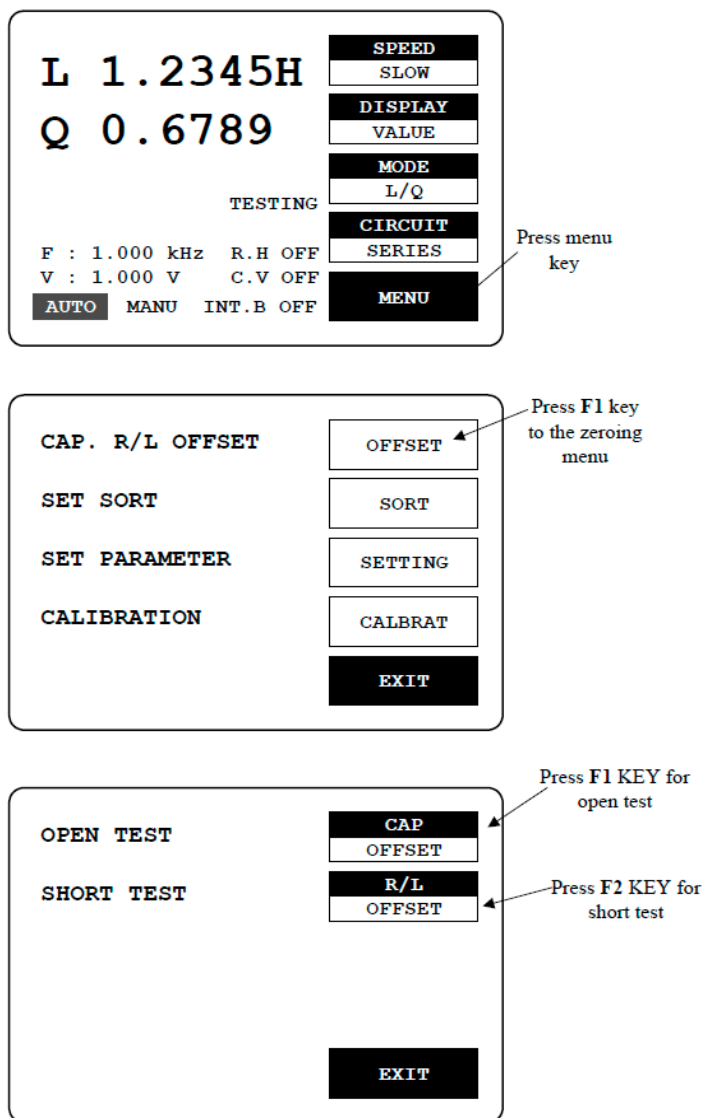 L 1.2345H
Q 0.6789
TESTING
F : 1.000 kHz R.H OFF
V : 1.000 V C.V OFF
AUTO MANU INT.B OFF
SPEED
SLOW
DISPLAY
VALUE
MODE
L/Q
CIRCUIT
SERIES
MENU
Press menu
key
CAP. R/L OFFSET
OFFSET
SET SORT
SORT
SET PARAMETER
SETTING
CALIBRATION
CALBRAT
EXIT
Press F1 key
to the zeroing
menu
OPEN TEST
CAP
OFFSET
SHORT TEST
R/L
OFFSET
EXIT
Press F1 KEY for
open test
Press F2 KEY for
short test